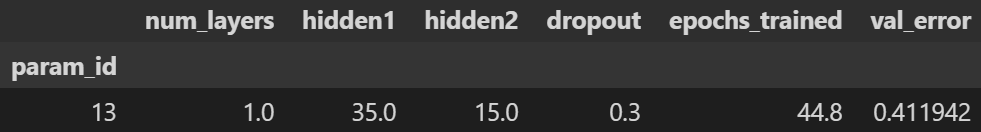 num_layers hidden1 hidden2 dropout epochs_trained val_error
param_id
13 1.0 35.0 15.0 0.3 44.8 0.411942